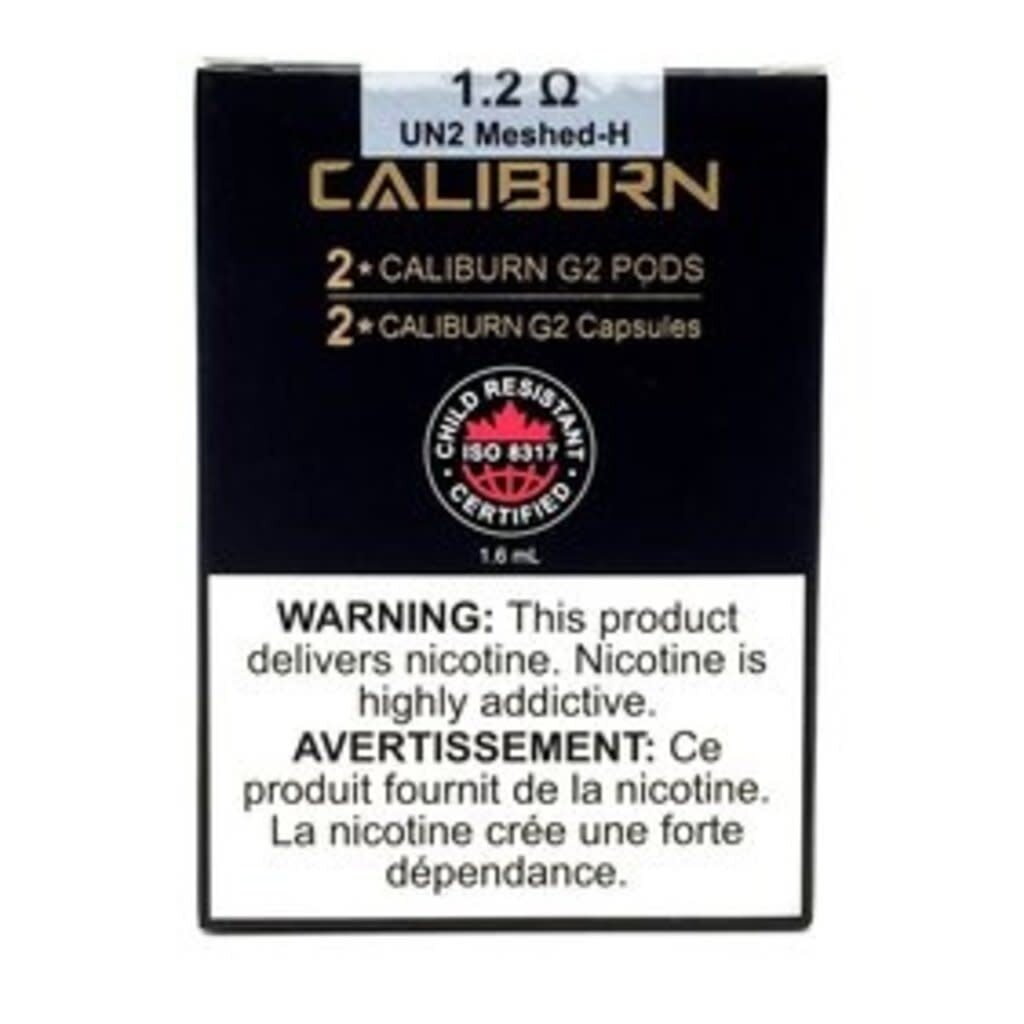 1.2 Ω
UN2 Meshed-H
CALIBURN
2*CALIBURN G2 PODS
2*CALIBURN G2 Capsules
CHILD RESISTANT
ISO 8317
• CERTIFIED •
1.6 mL
WARNING: This product
delivers nicotine. Nicotine is
highly addictive.
AVERTISSEMENT: Ce
produit fournit de la nicotine.
La nicotine crée une forte
dépendance.